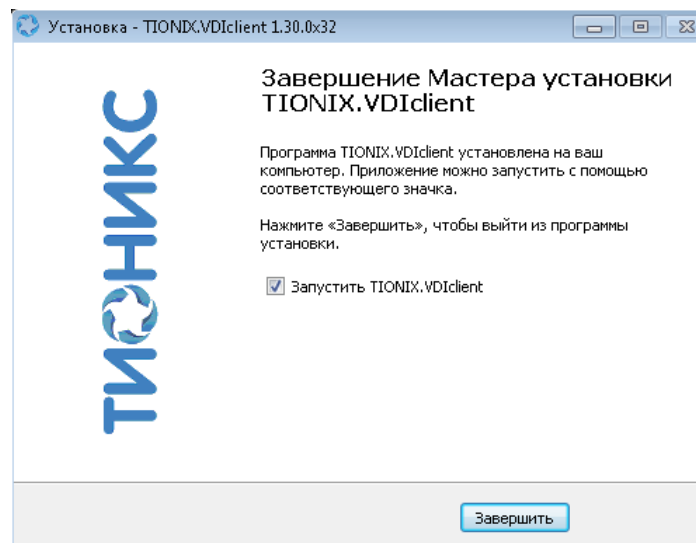 Установка - TIONIX.VDIclient 1.30.0x32
ТИОНИКС
Завершение Мастера установки
TIONIX.VDIclient
Программа TIONIX.VDIclient установлена на ваш
компьютер. Приложение можно запустить с помощью
соответствующего значка.
Нажмите «Завершить», чтобы выйти из программы
установки.
Запустить TIONIX.VDIclient
Завершить